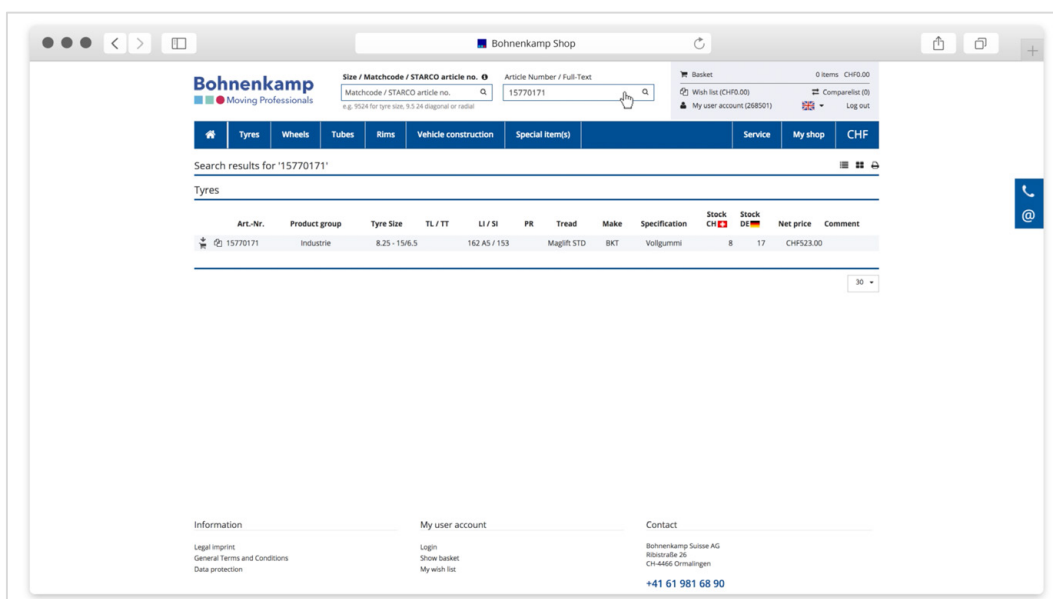 Bohnenkamp Shop
Bohnenkamp
Moving Professionals
Size / Matchcode / STARCO article no.
Matchcode / STARCO article no.
e.g. 9524 for tyre size, 9.5 24 diagonal or radial
Article Number / Full-Text
15770171
Basket 0 items CHF0.00
Wish list (CHF0.00) Comparelist (0)
My user account (268501) Log out
Tyres Wheels Tubes Rims Vehicle construction Special item(s) Service My shop CHF
Search results for '15770171'
Tyres
Art.-Nr. Product group Tyre Size TL / TT LI / SI PR Tread Make Specification Stock CH Stock DE Net price Comment
15770171 Industrie 8.25 - 15/6.5 162 A5 / 153 Maglift STD BKT Vollgummi 8 17 CHF523.00
30
Information
Legal imprint
General Terms and Conditions
Data protection
My user account
Login
Show basket
My wish list
Contact
Bohnenkamp Suisse AG
Ribistraße 26
CH-4466 Ormalingen
+41 61 981 68 90
@